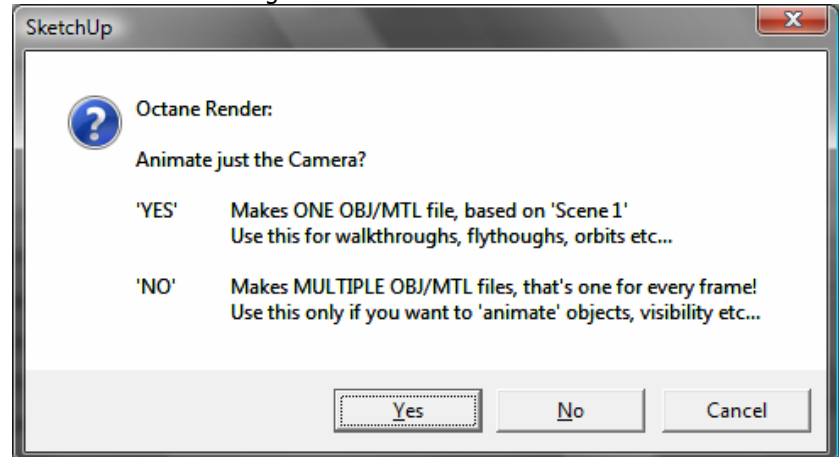 SketchUp
Octane Render:
Animate just the Camera?
'YES' Makes ONE OBJ/MTL file, based on 'Scene 1'
Use this for walkthroughs, flythoughs, orbits etc...
'NO' Makes MULTIPLE OBJ/MTL files, that's one for every frame!
Use this only if you want to 'animate' objects, visibility etc...
Yes No Cancel